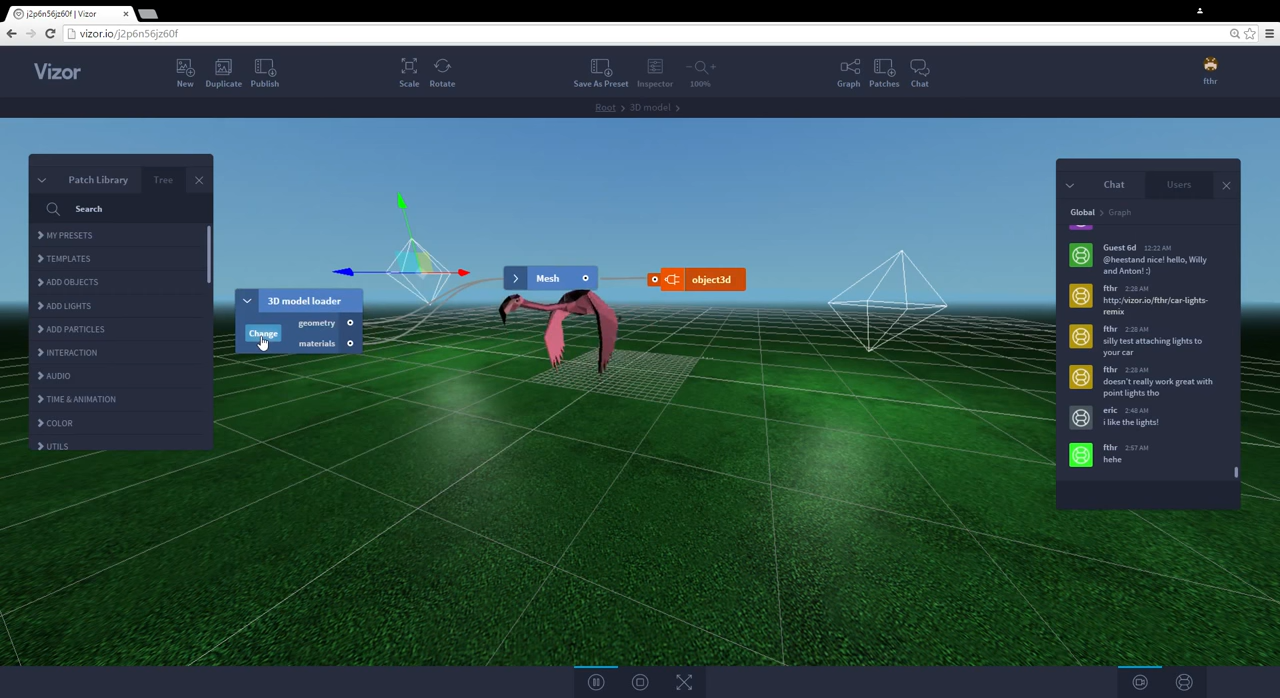 j2p6n56jz60f | Vizor
vizor.io/j2p6n56jz60f
Vizor
New
Duplicate
Publish
Scale
Rotate
Save As Preset
Inspector
100%
Graph
Patches
Chat
fthr
Root > 3D model >
Patch Library
Tree
Search
MY PRESETS
TEMPLATES
ADD OBJECTS
ADD LIGHTS
ADD PARTICLES
INTERACTION
AUDIO
TIME & ANIMATION
COLOR
UTILS
3D model loader
geometry
Change
materials
Mesh
object3d
Chat
Users
Global > Graph
Guest 6d 12:22 AM
@heestand nice! hello, Willy
and Anton! :)
fthr 2:28 AM
http:/vizor.io/fthr/car-lights-
remix
fthr 2:28 AM
silly test attaching lights to
your car
fthr 2:28 AM
doesn't really work great with
point lights tho
eric 2:48 AM
i like the lights!
fthr 2:57 AM
hehe